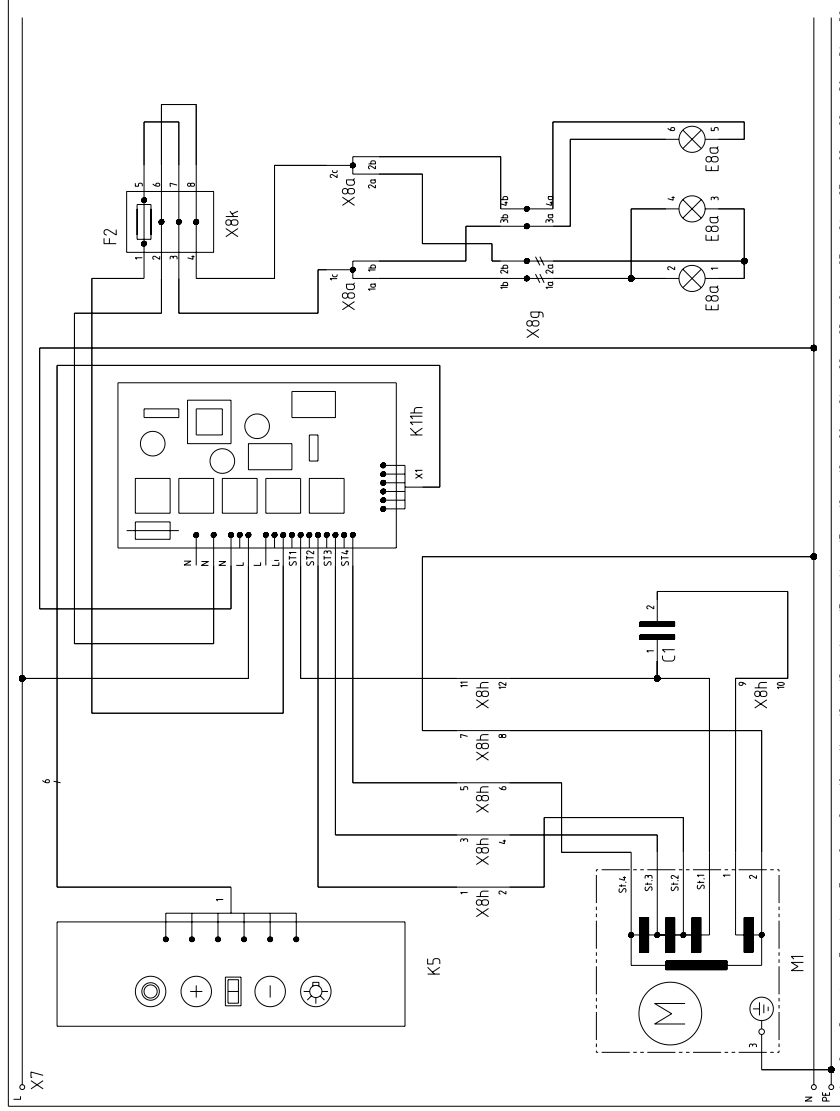 L
X7
6
1
K5
F2
1 5
2 6
3 7
4 8
X8k
N
N
N
L
L
L1
ST1
ST2
ST3
ST4
X1
K11h
1c
1a 1b
X8a
2c
2a 2b
X8a
1 X8h 2
3 X8h 4
5 X8h 6
7 X8h 8
11 X8h 12
9 X8h 10
1b 1a
2b 2a
3b 3a
4b 4a
X8g
1 2
C1
St.4
St.3
St.2
St.1
1
2
3
M
M1
1 2
E8a
3 4
E8a
5 6
E8a
N
PE